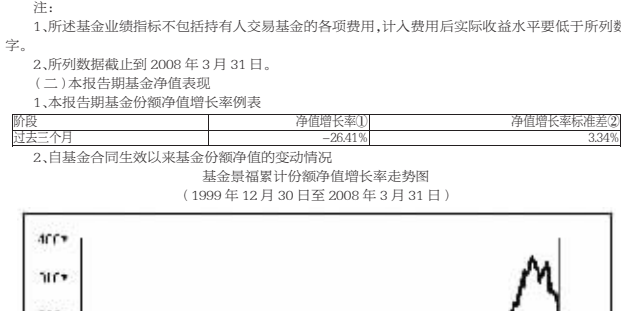 注：
1、所述基金业绩指标不包括持有人交易基金的各项费用，计入费用后实际收益水平要低于所列数
字。
2、所列数据截止到 2008 年 3 月 31 日。
（二）本报告期基金净值表现
1、本报告期基金份额净值增长率例表
阶段 净值增长率① 净值增长率标准差②
过去三个月 -26.41% 3.34%
2、自基金合同生效以来基金份额净值的变动情况
基金景福累计份额净值增长率走势图
（1999 年 12 月 30 日至 2008 年 3 月 31 日）